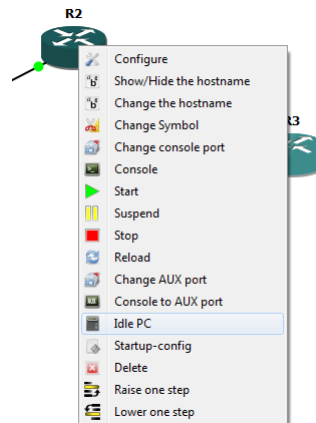 R2
Configure
Show/Hide the hostname
Change the hostname
Change Symbol
Change console port
R3
Console
Start
Suspend
Stop
Reload
Change AUX port
Console to AUX port
Idle PC
Startup-config
Delete
Raise one step
Lower one step